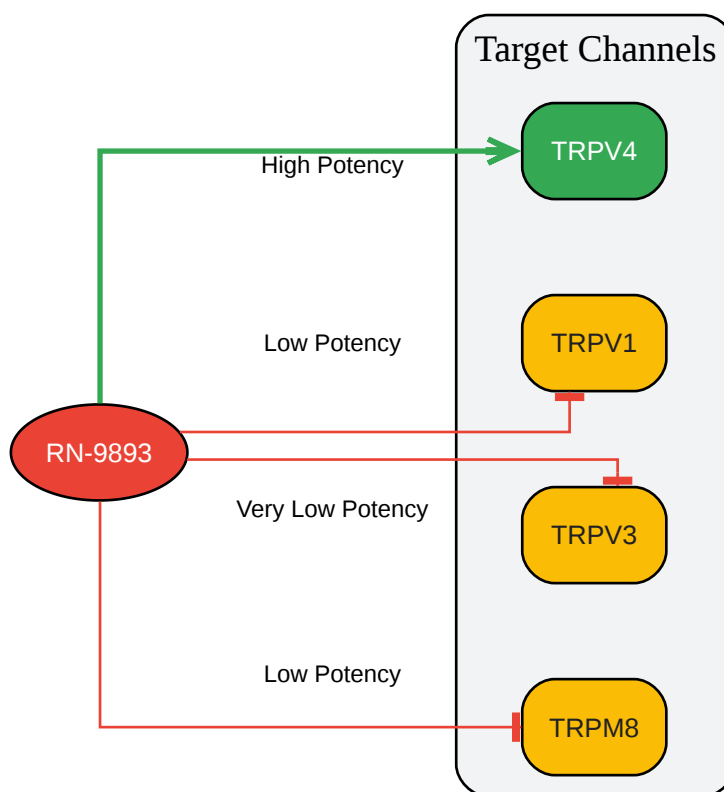 Target Channels
TRPV4
High Potency
Low Potency
TRPV1
RN-9893
Very Low Potency
TRPV3
Low Potency
TRPM8